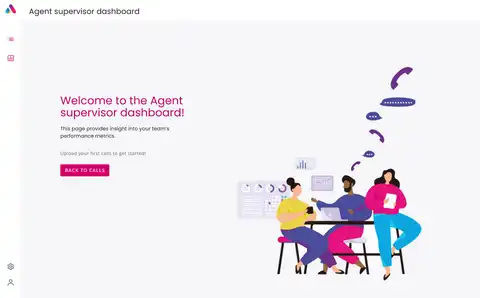 Agent supervisor dashboard
Welcome to the Agent
supervisor dashboard!
This page provides insight into your team's
performance metrics.
Upload your first calls to get started!
BACK TO CALLS